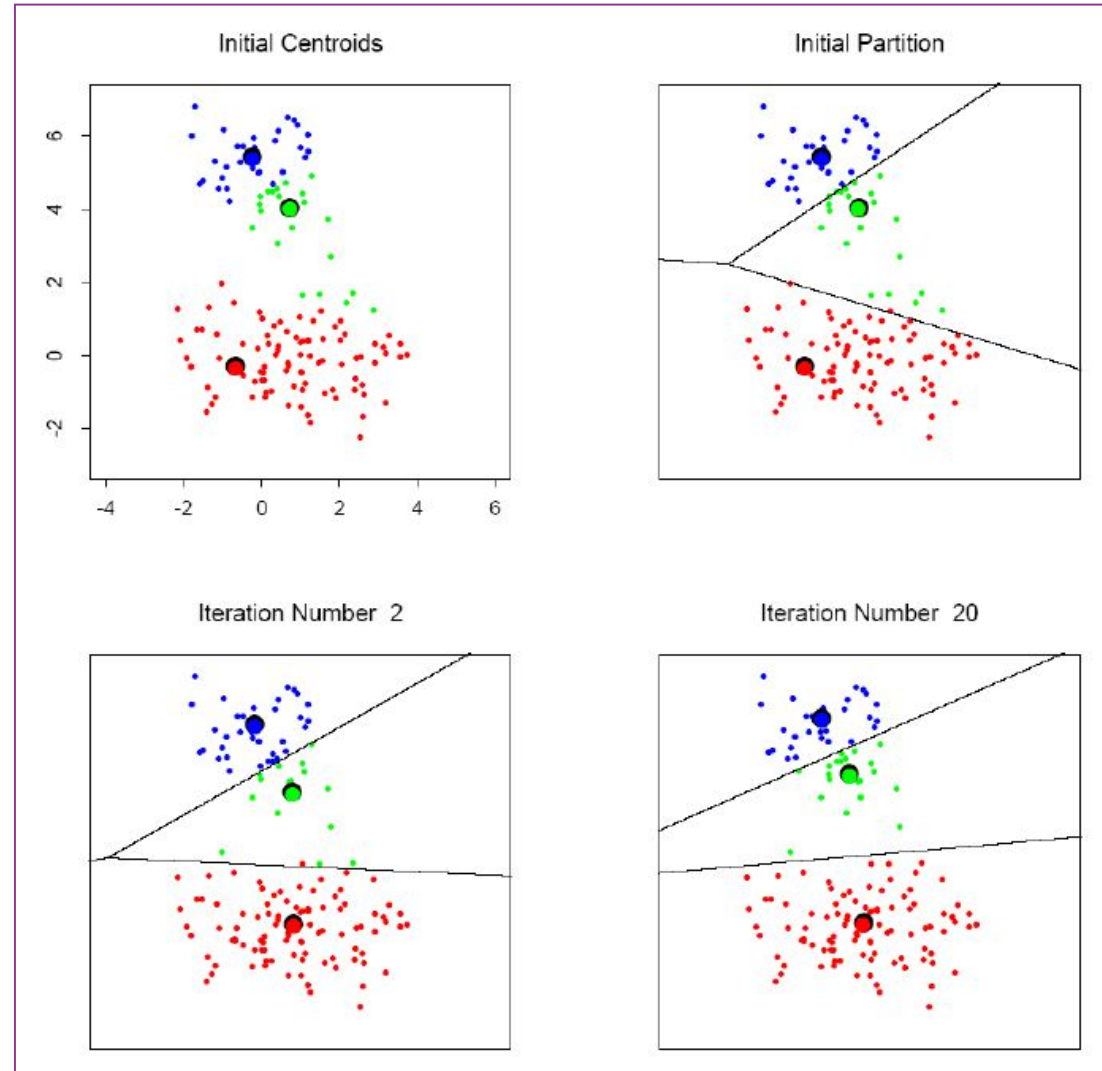 Initial Centroids
Initial Partition
6
4
2
0
-2
-4 -2 0 2 4 6
Iteration Number 2
Iteration Number 20